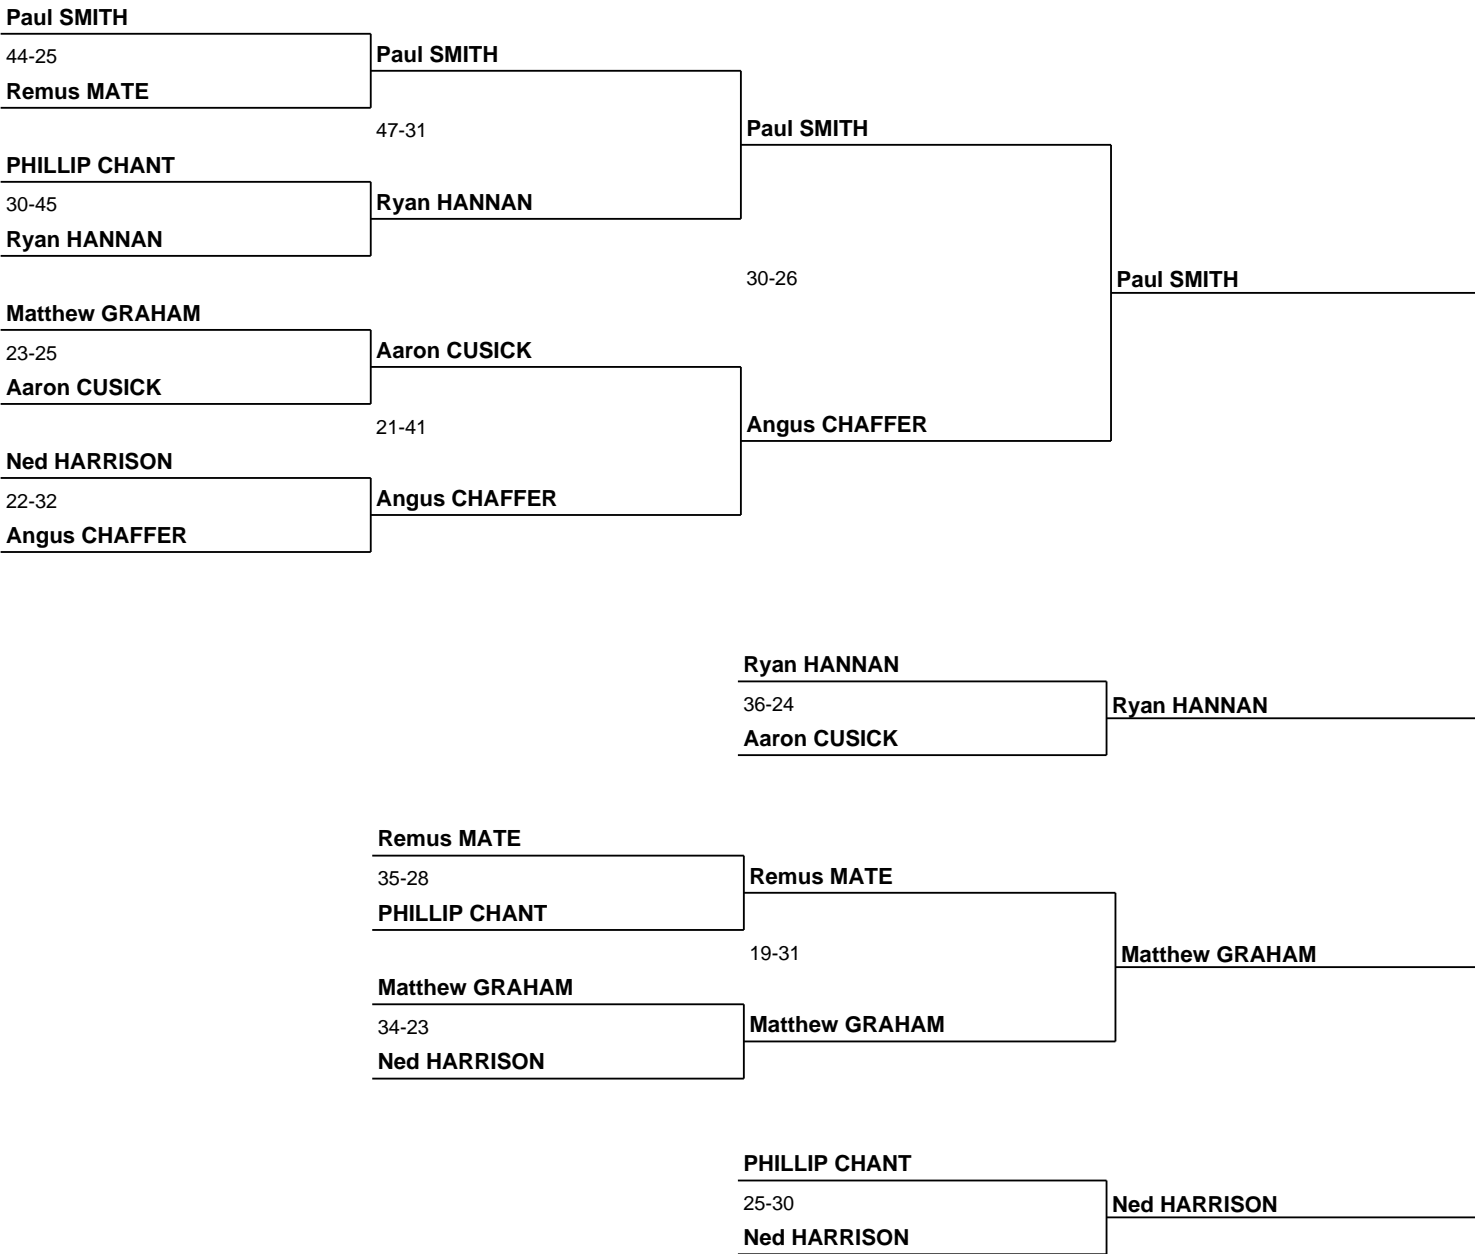 Paul SMITH
44-25
Remus MATE
Paul SMITH
47-31
PHILLIP CHANT
30-45
Ryan HANNAN
Ryan HANNAN
Paul SMITH
30-26
Paul SMITH
Matthew GRAHAM
23-25
Aaron CUSICK
Aaron CUSICK
21-41
Angus CHAFFER
Ned HARRISON
22-32
Angus CHAFFER
Angus CHAFFER
Ryan HANNAN
36-24
Aaron CUSICK
Ryan HANNAN
Remus MATE
35-28
PHILLIP CHANT
Remus MATE
19-31
Matthew GRAHAM
Matthew GRAHAM
34-23
Ned HARRISON
Matthew GRAHAM
PHILLIP CHANT
25-30
Ned HARRISON
Ned HARRISON